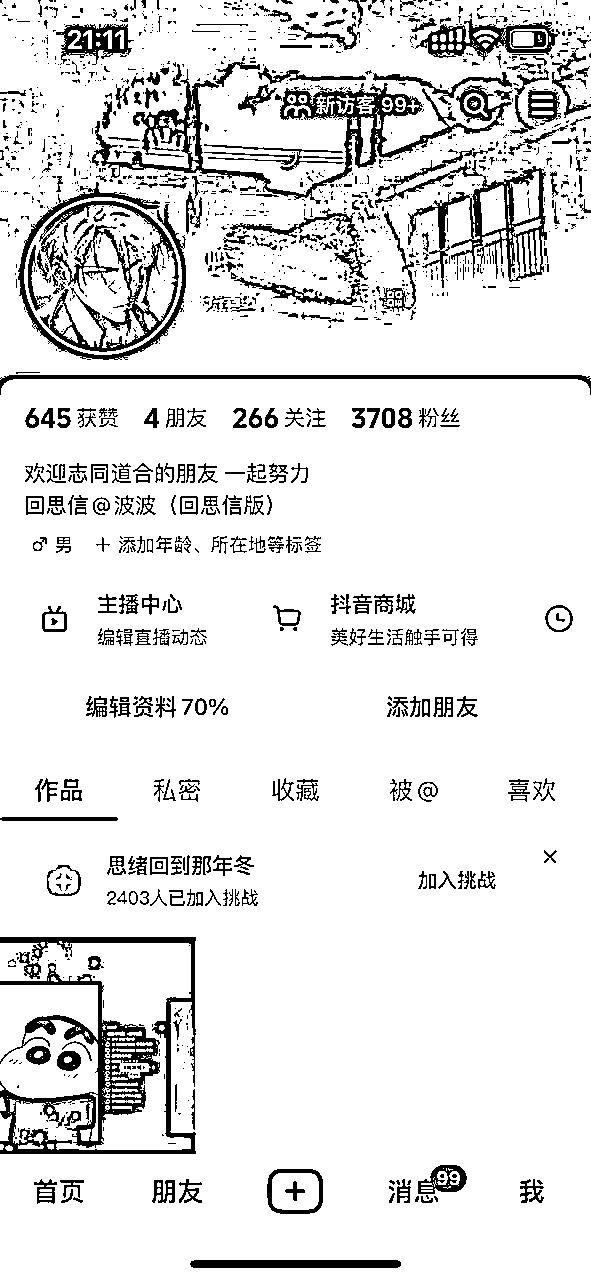 21:11
新访客 99+
645 获赞 4 朋友 266 关注 3708 粉丝
欢迎志同道合的朋友 一起努力
回思信@波波（回思信版）
♂ 男 + 添加年龄、所在地等标签
主播中心 抖音商城
编辑直播动态 美好生活触手可得
编辑资料 70% 添加朋友
作品 私密 收藏 被@ 喜欢
思绪回到那年冬
2403人已加入挑战
加入挑战
首页 朋友 消息 99 我